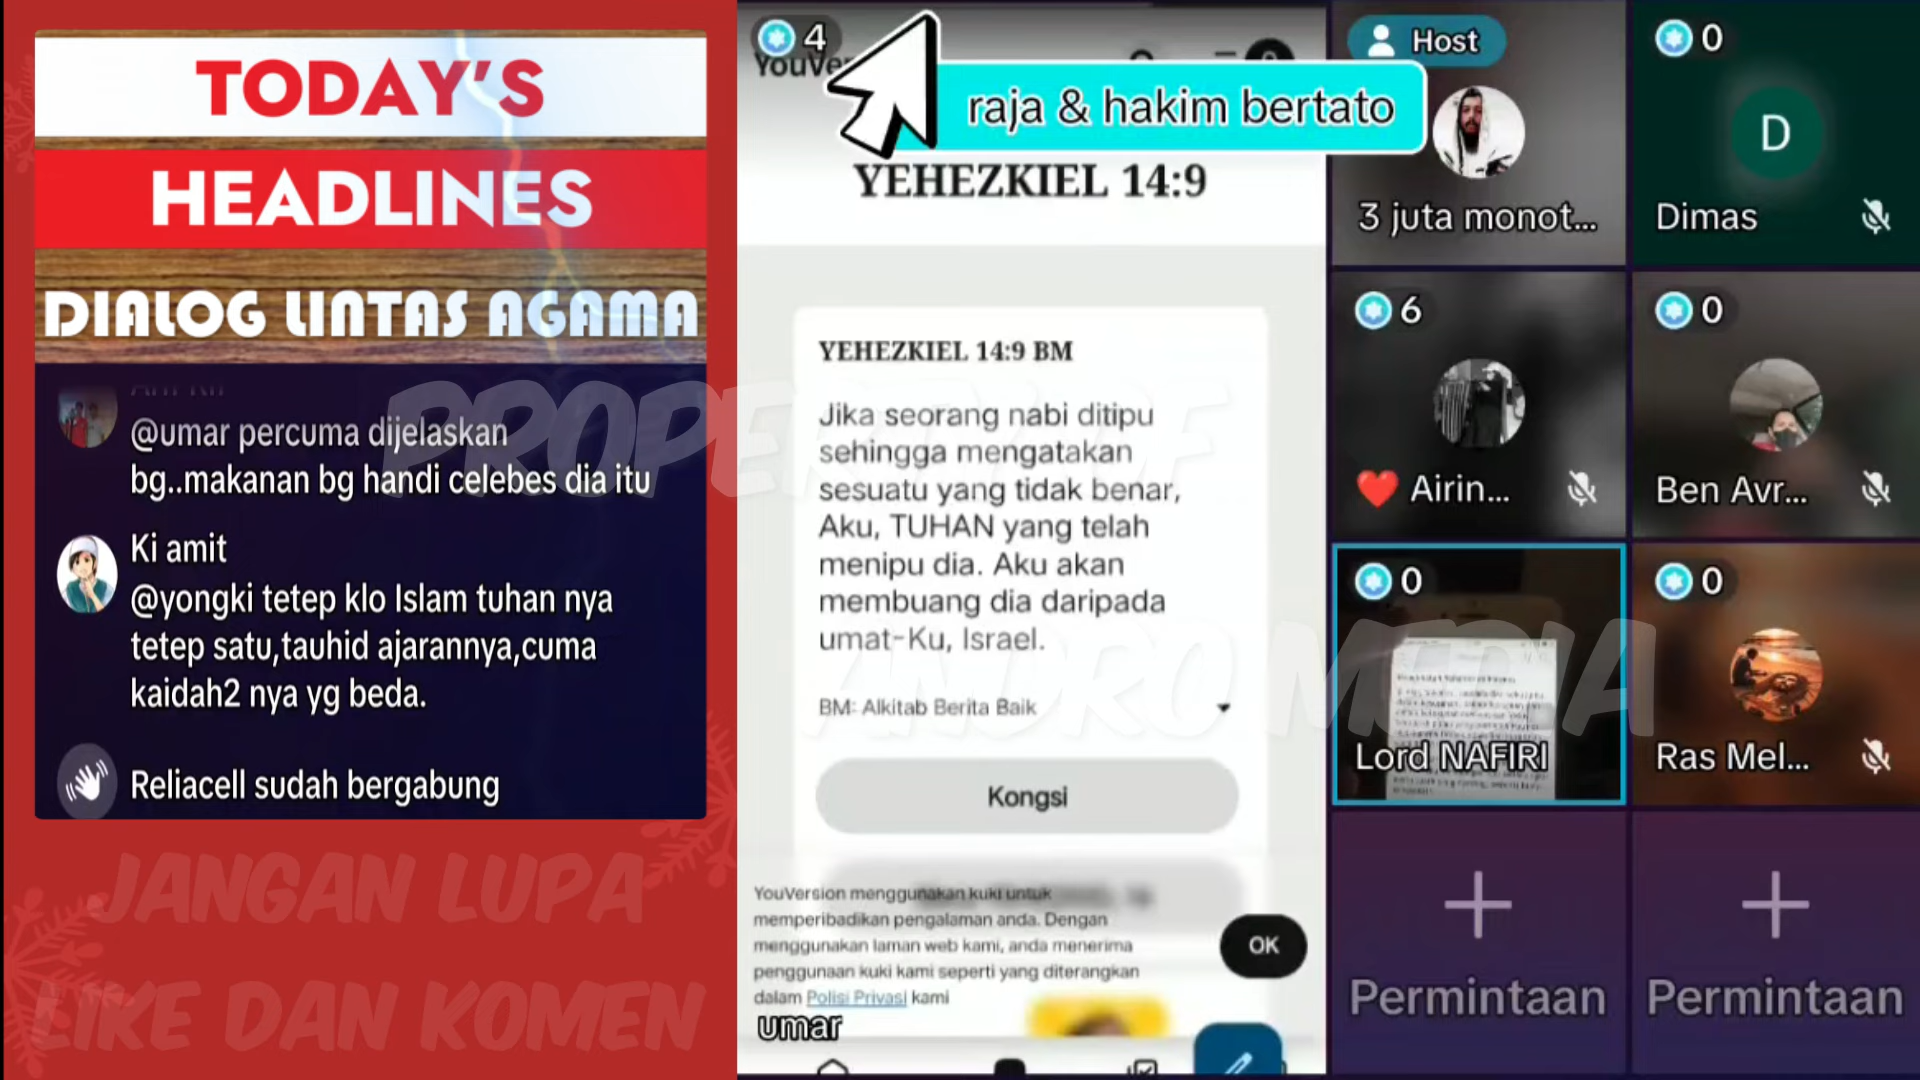 TODAY'S
HEADLINES
DIALOG LINTAS AGAMA
@umar percuma dijelaskan
bg..makanan bg handi celebes dia itu
Ki amit
@yongki tetep klo Islam tuhan nya
tetep satu,tauhid ajarannya,cuma
kaidah2 nya yg beda.
Reliacell sudah bergabung
JANGAN LUPA
LIKE DAN KOMEN
PROPERTY OF
ANDRO MEDIA
4
YouVer
raja & hakim bertato
YEHEZKIEL 14:9
YEHEZKIEL 14:9 BM
Jika seorang nabi ditipu
sehingga mengatakan
sesuatu yang tidak benar,
Aku, TUHAN yang telah
menipu dia. Aku akan
membuang dia daripada
umat-Ku, Israel.
BM: Alkitab Berita Baik
Kongsi
YouVersion menggunakan kuki untuk
memperibadikan pengalaman anda. Dengan
menggunakan laman web kami, anda menerima
penggunaan kuki kami seperti yang diterangkan
dalam Polisi Privasi kami
OK
umar
Host
3 juta monot...
0
D
Dimas
6
Airin...
0
Ben Avr...
0
Lord NAFIRI
0
Ras Mel...
Permintaan
Permintaan